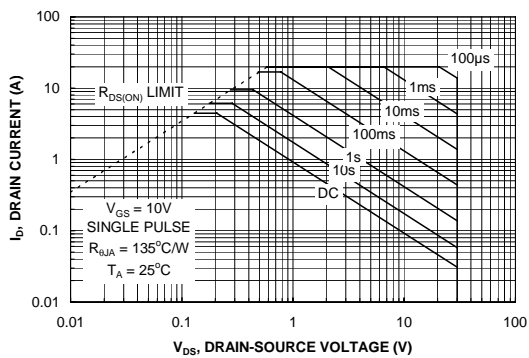 100
10
1
0.1
0.01
0.01
0.1
1
10
100
I_D, DRAIN CURRENT (A)
V_DS, DRAIN-SOURCE VOLTAGE (V)
R_DS(ON) LIMIT
100µs
1ms
10ms
100ms
1s
10s
DC
V_GS = 10V
SINGLE PULSE
R_θJA = 135°C/W
T_A = 25°C